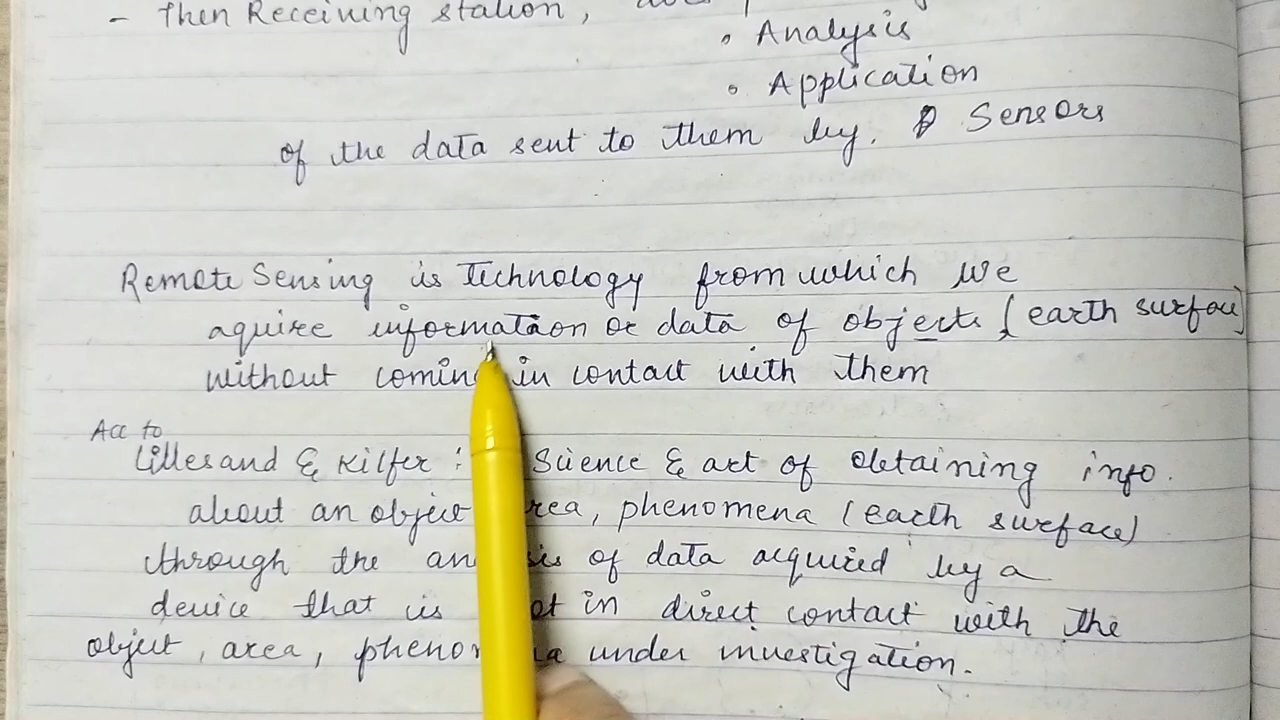 - Then Receiving station,
• Analysis
• Application
of the data sent to them by. Sensors
Remote Sensing is Technology from which we
aquire information or data of objects (earth surface)
without coming in contact with them
Acc to
Lillesand & Kilfer : Science & art of obtaining info.
about an object area, phenomena (earth surface)
through the analysis of data acquired by a
device that is not in direct contact with the
object, area, phenomena under investigation.